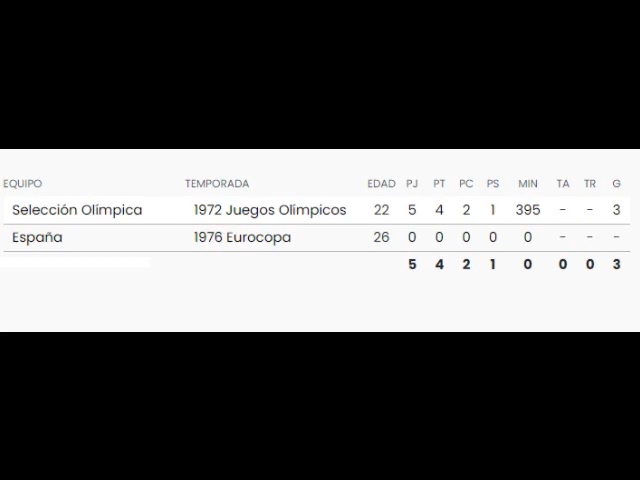 EQUIPO TEMPORADA EDAD PJ PT PC PS MIN TA TR G
Selección Olímpica 1972 Juegos Olímpicos 22 5 4 2 1 395 - - 3
España 1976 Eurocopa 26 0 0 0 0 0 - - -
5 4 2 1 0 0 0 3